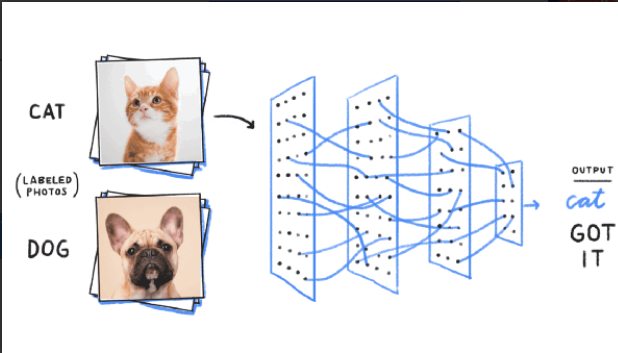 CAT
(LABELED
PHOTOS)
DOG
OUTPUT
cat
GOT
IT